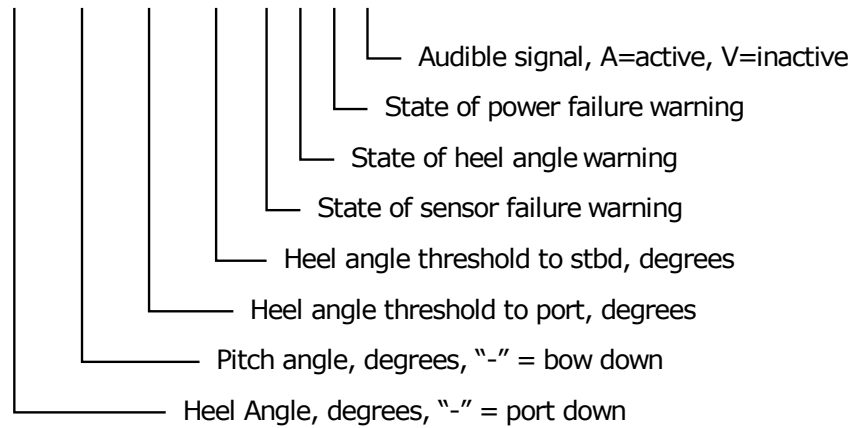 Audible signal, A=active, V=inactive
State of power failure warning
State of heel angle warning
State of sensor failure warning
Heel angle threshold to stbd, degrees
Heel angle threshold to port, degrees
Pitch angle, degrees, “-” = bow down
Heel Angle, degrees, “-” = port down